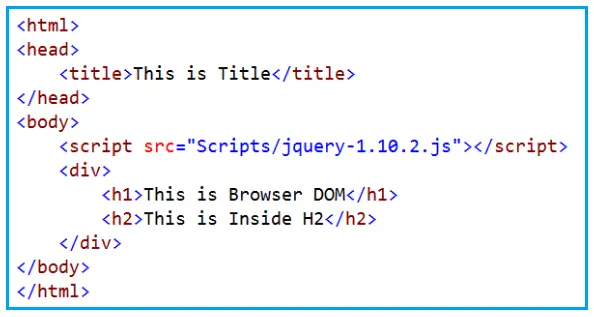 <html>
<head>
    <title>This is Title</title>
</head>
<body>
    <script src="Scripts/jquery-1.10.2.js"></script>
    <div>
        <h1>This is Browser DOM</h1>
        <h2>This is Inside H2</h2>
    </div>
</body>
</html>